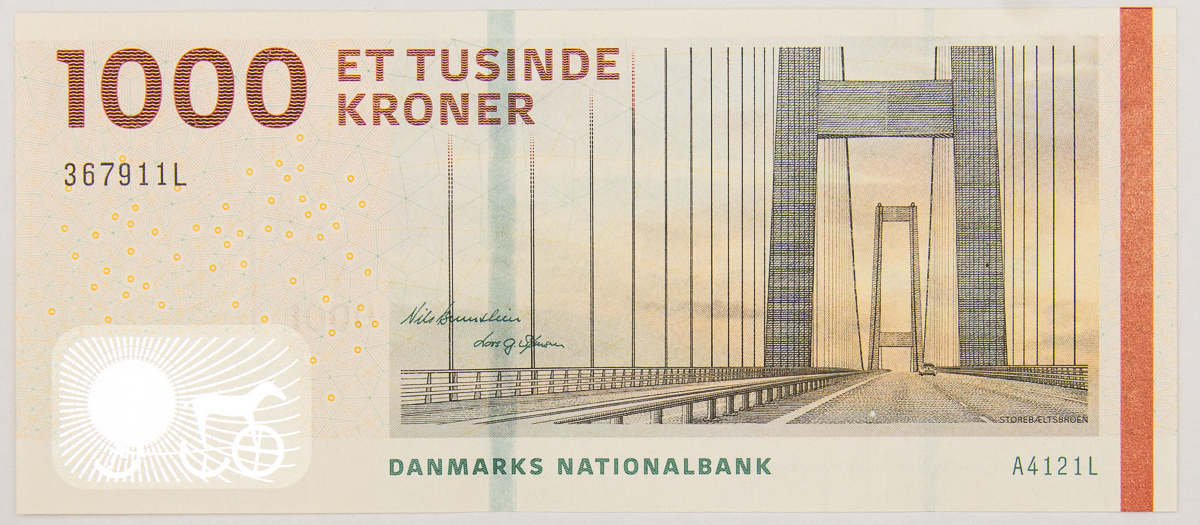 1000
ET TUSINDE
KRONER
367911L
STOREBÆLTSBROEN
DANMARKS NATIONALBANK
A4121L